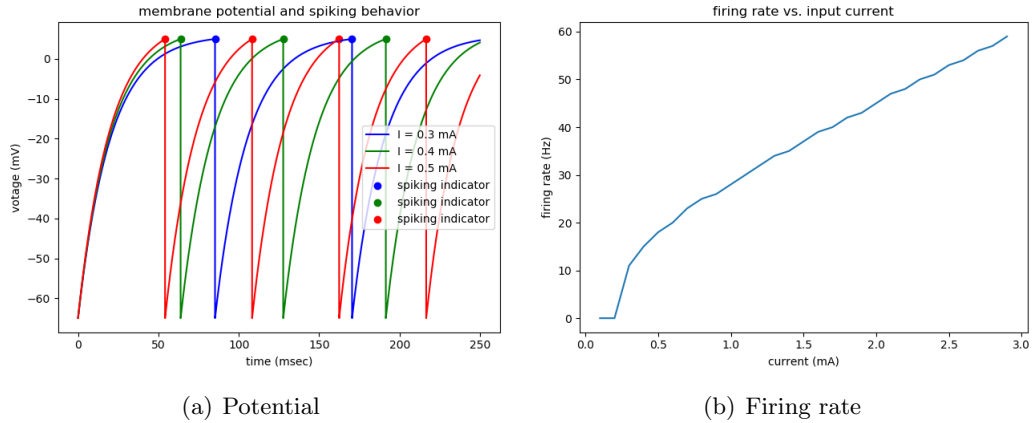 membrane potential and spiking behavior
votage (mV)
0
−10
−20
−30
−40
−50
−60
I = 0.3 mA
I = 0.4 mA
I = 0.5 mA
spiking indicator
spiking indicator
spiking indicator
0
50
100
150
200
250
time (msec)
(a) Potential
firing rate vs. input current
firing rate (Hz)
60
50
40
30
20
10
0
0.0
0.5
1.0
1.5
2.0
2.5
3.0
current (mA)
(b) Firing rate